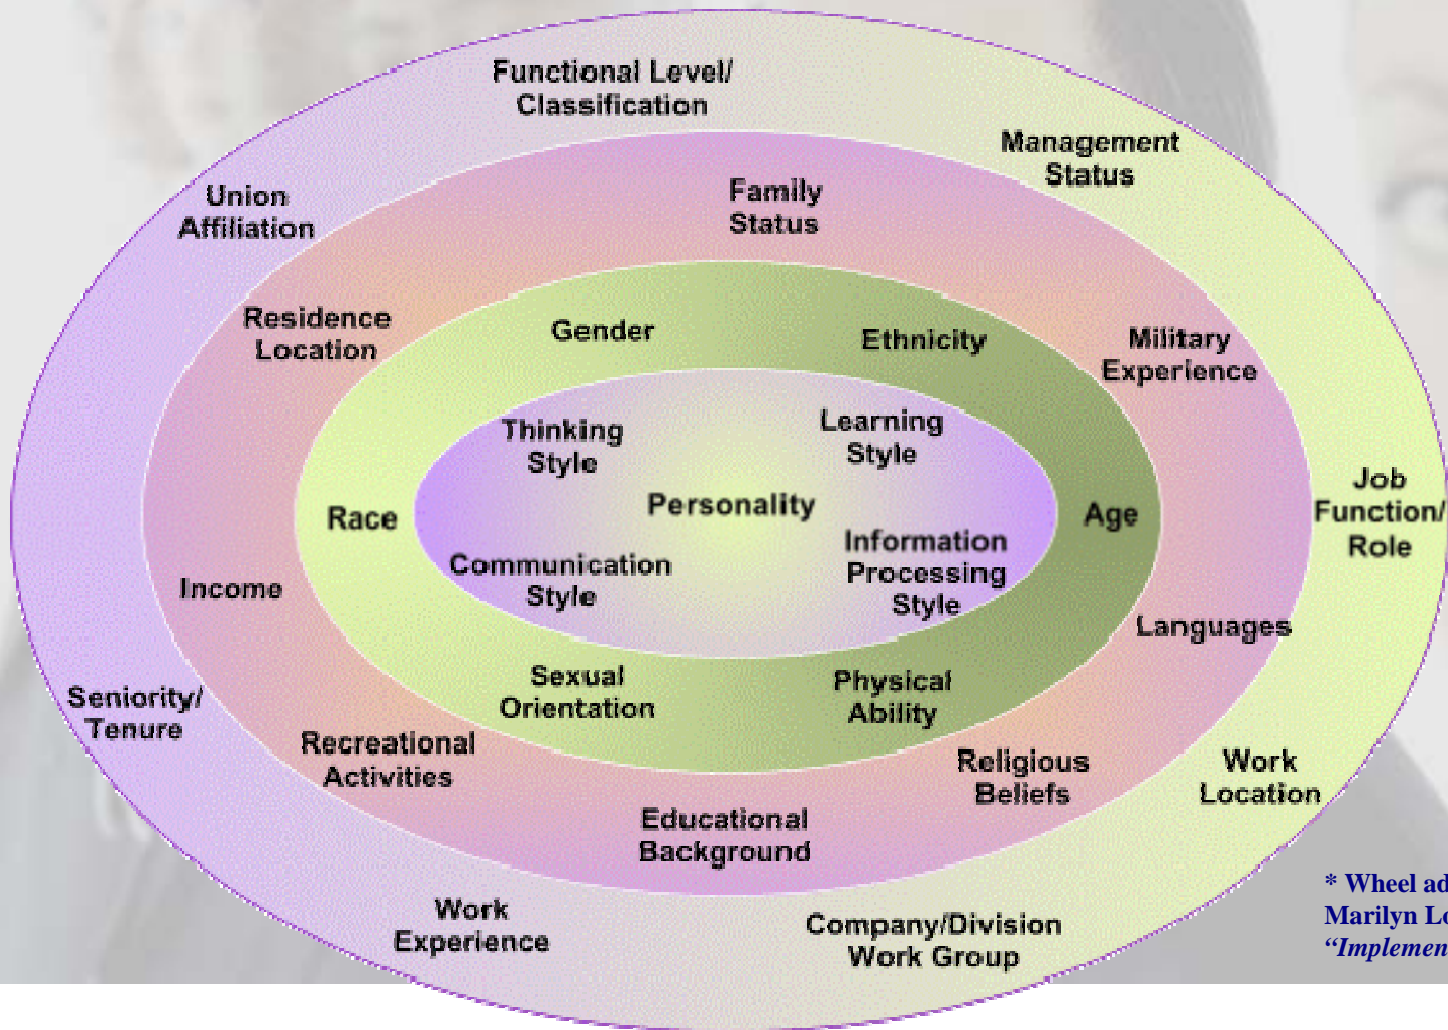 Functional Level/
Classification
Management
Status
Union
Affiliation
Family
Status
Residence
Location
Gender
Ethnicity
Military
Experience
Thinking
Style
Learning
Style
Personality
Race
Age
Job
Function/
Role
Communication
Style
Information
Processing
Style
Income
Languages
Sexual
Orientation
Physical
Ability
Seniority/
Tenure
Recreational
Activities
Religious
Beliefs
Work
Location
Educational
Background
Work
Experience
Company/Division
Work Group
* Wheel
Marilyn